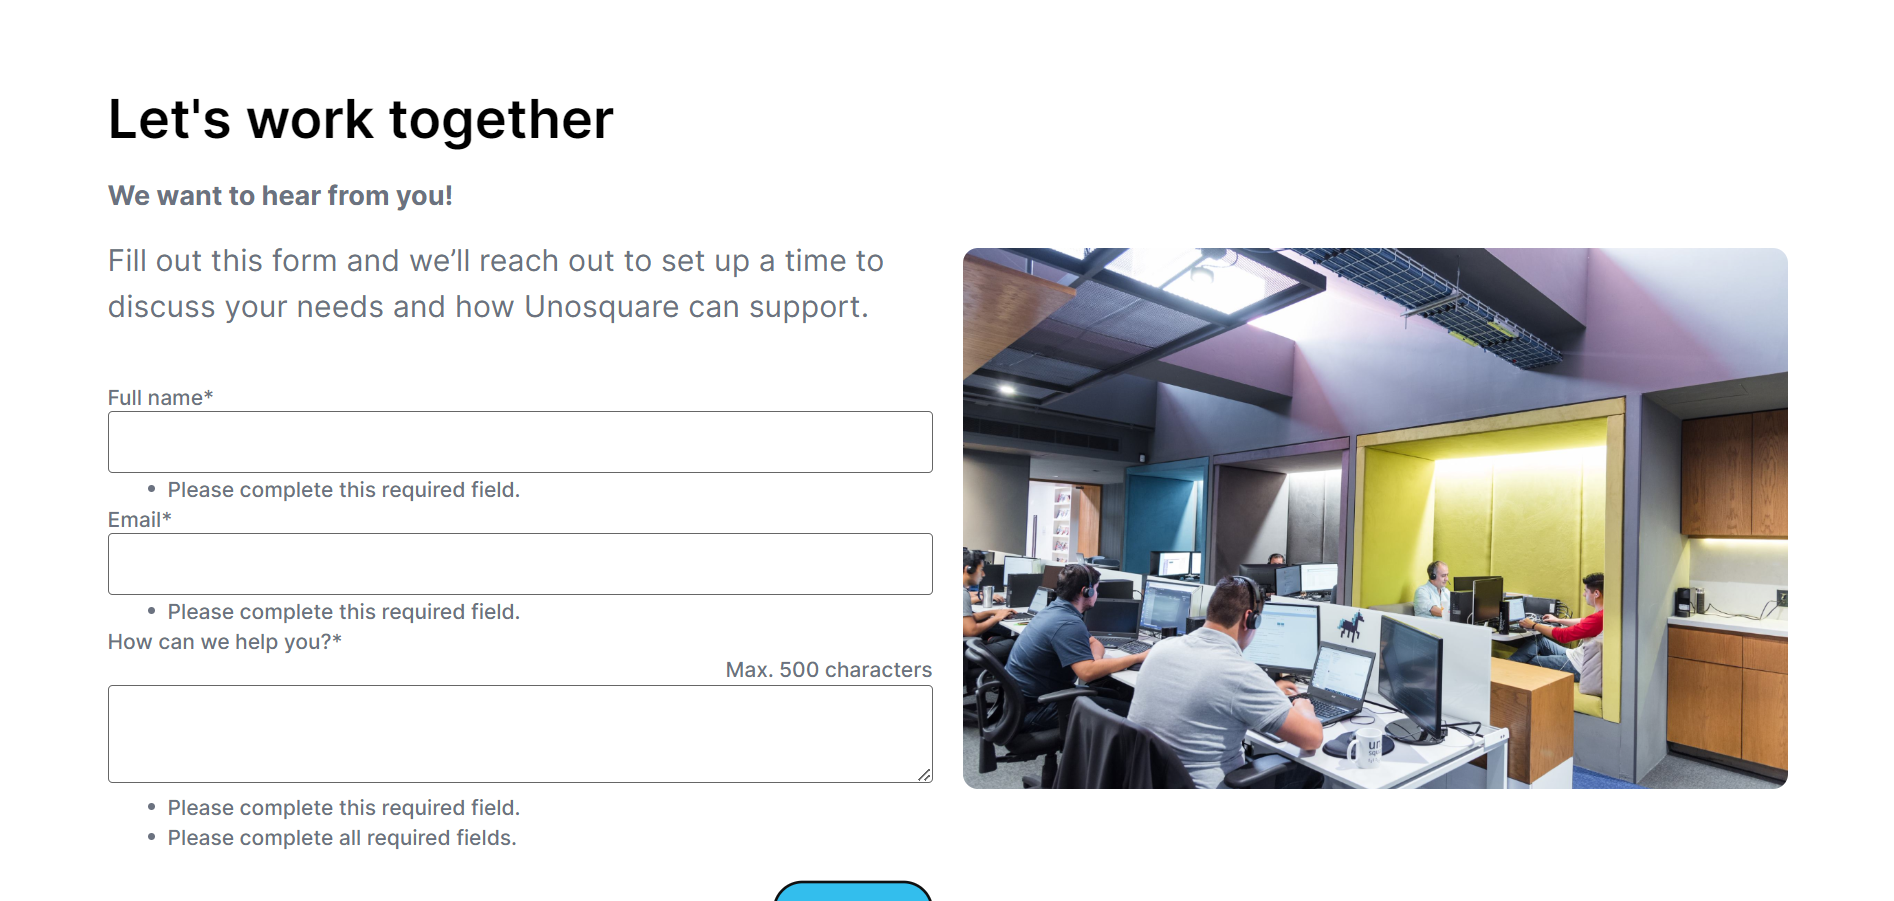 Let's work together
We want to hear from you!
Fill out this form and we’ll reach out to set up a time to
discuss your needs and how Unosquare can support.
Full name*
• Please complete this required field.
Email*
• Please complete this required field.
How can we help you?*
Max. 500 characters
• Please complete this required field.
• Please complete all required fields.